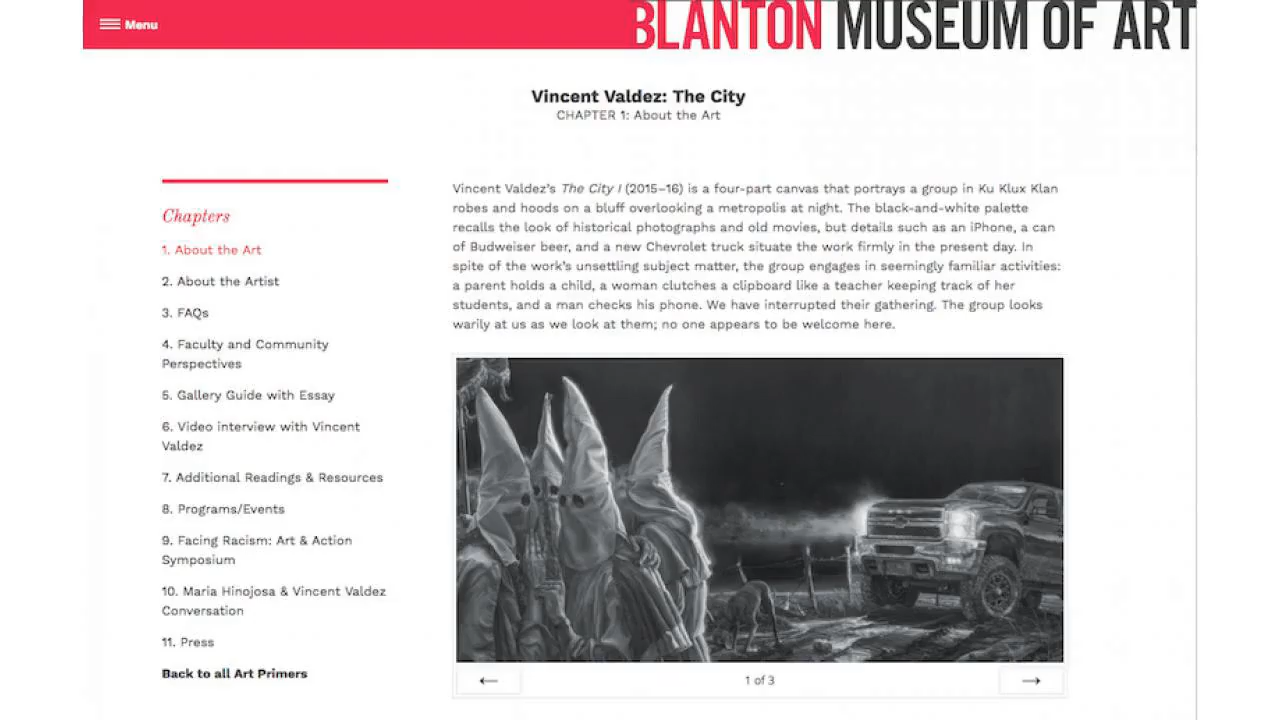 Menu
BLANTON MUSEUM OF ART
Vincent Valdez: The City
CHAPTER 1: About the Art
Chapters
1. About the Art
2. About the Artist
3. FAQs
4. Faculty and Community
Perspectives
5. Gallery Guide with Essay
6. Video interview with Vincent
Valdez
7. Additional Readings & Resources
8. Programs/Events
9. Facing Racism: Art & Action
Symposium
10. Maria Hinojosa & Vincent Valdez
Conversation
11. Press
Back to all Art Primers
Vincent Valdez’s The City I (2015–16) is a four-part canvas that portrays a group in Ku Klux Klan
robes and hoods on a bluff overlooking a metropolis at night. The black-and-white palette
recalls the look of historical photographs and old movies, but details such as an iPhone, a can
of Budweiser beer, and a new Chevrolet truck situate the work firmly in the present day. In
spite of the work’s unsettling subject matter, the group engages in seemingly familiar activities:
a parent holds a child, a woman clutches a clipboard like a teacher keeping track of her
students, and a man checks his phone. We have interrupted their gathering. The group looks
warily at us as we look at them; no one appears to be welcome here.
1 of 3